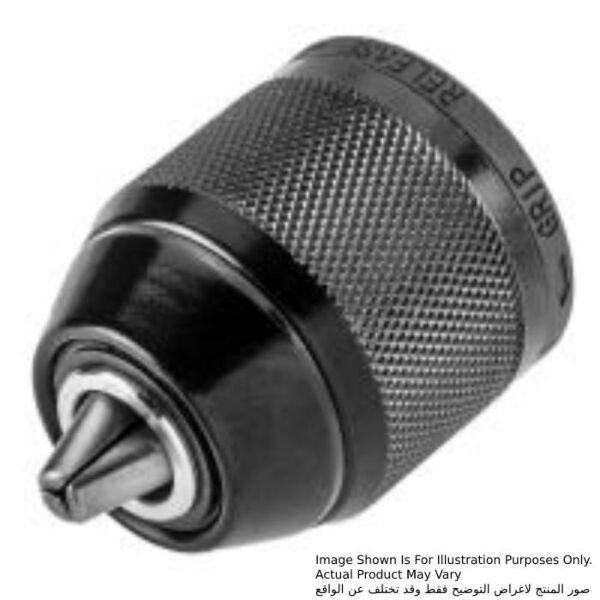 RELEASE
GRIP
Image Shown Is For Illustration Purposes Only.
Actual Product May Vary
صور المنتج لاغراض التوضيح فقط وقد تختلف عن الواقع